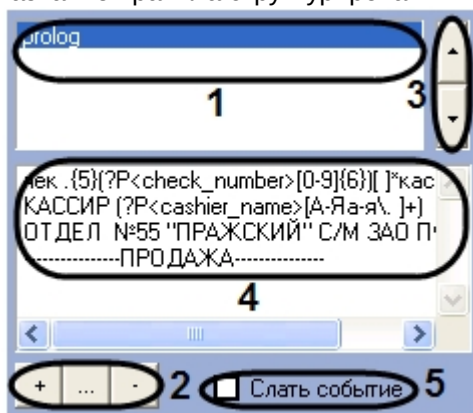 prolog
1
3
чек .{5}(?P<check_number>[0-9]{6})[ ]*кас
КАССИР (?P<cashier_name>[А-Яа-я\. ]+)
ОТДЕЛ №55 "ПРАЖСКИЙ" С/М ЗАО
---------------ПРОДАЖА---------------
4
+ ... - 2 Слать событие 5